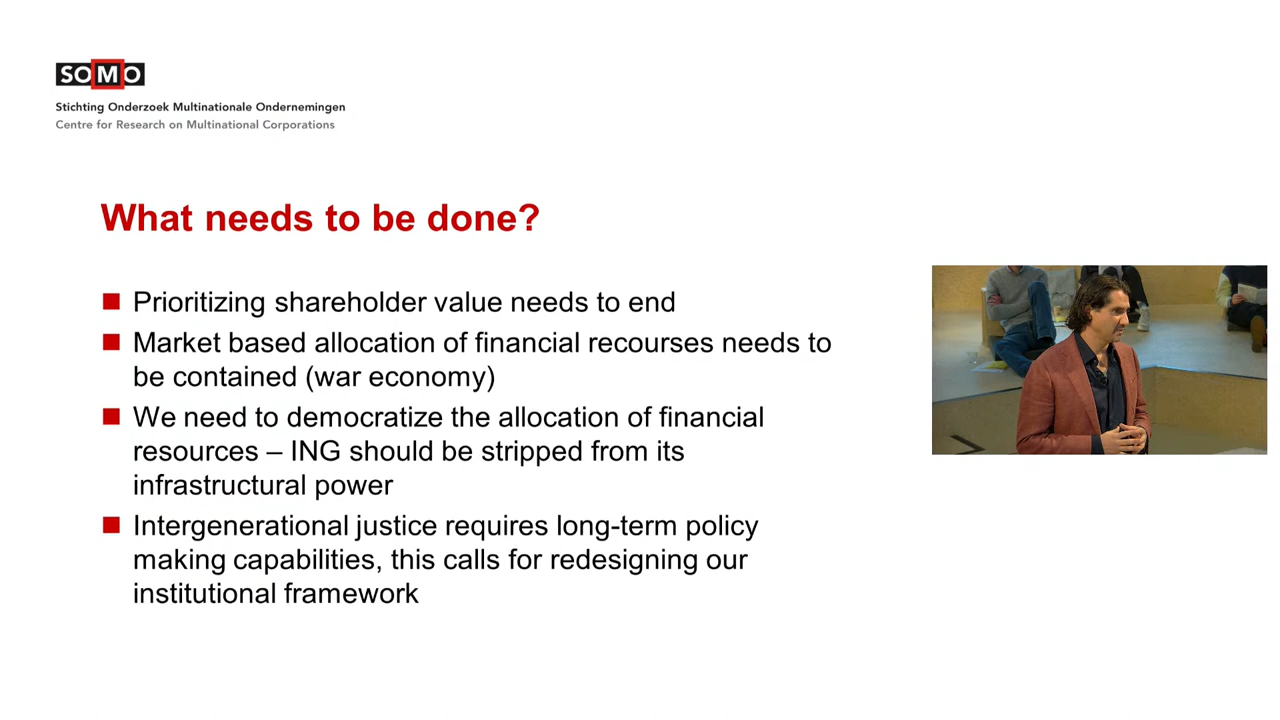 SOMO
Stichting Onderzoek Multinationale Ondernemingen
Centre for Research on Multinational Corporations
What needs to be done?
Prioritizing shareholder value needs to end
Market based allocation of financial recourses needs to
be contained (war economy)
We need to democratize the allocation of financial
resources – ING should be stripped from its
infrastructural power
Intergenerational justice requires long-term policy
making capabilities, this calls for redesigning our
institutional framework